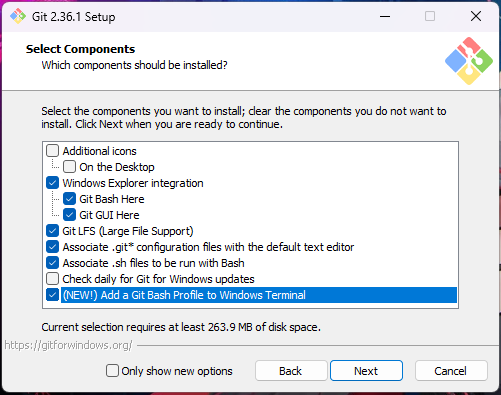 Git 2.36.1 Setup
Select Components
Which components should be installed?
Select the components you want to install; clear the components you do not want to
install. Click Next when you are ready to continue.
Additional icons
On the Desktop
Windows Explorer integration
Git Bash Here
Git GUI Here
Git LFS (Large File Support)
Associate .git* configuration files with the default text editor
Associate .sh files to be run with Bash
Check daily for Git for Windows updates
(NEW!) Add a Git Bash Profile to Windows Terminal
Current selection requires at least 263.9 MB of disk space.
https://gitforwindows.org/
Only show new options
Back
Next
Cancel